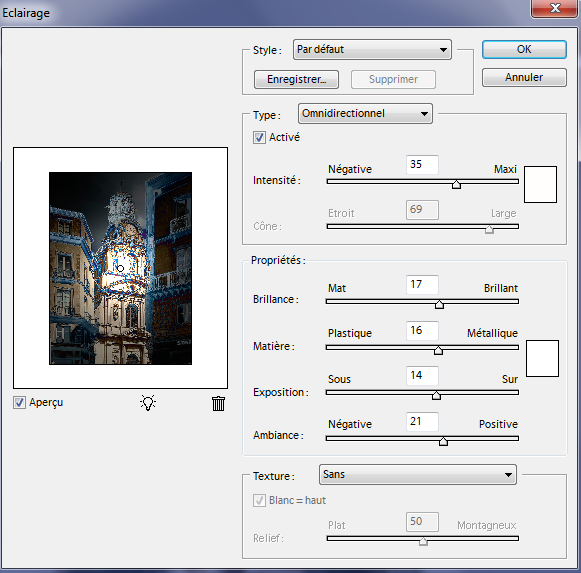 Eclairage
Style : Par défaut
OK
Enregistrer... Supprimer
Annuler
Type : Omnidirectionnel
Activé
Négative 35 Maxi
Intensité :
Etroit 69 Large
Cône :
Propriétés :
Mat 17 Brillant
Brillance :
Plastique 16 Métallique
Matière :
Sous 14 Sur
Exposition :
Négative 21 Positive
Ambiance :
Aperçu
Texture : Sans
Blanc = haut
Plat 50 Montagneux
Relief :